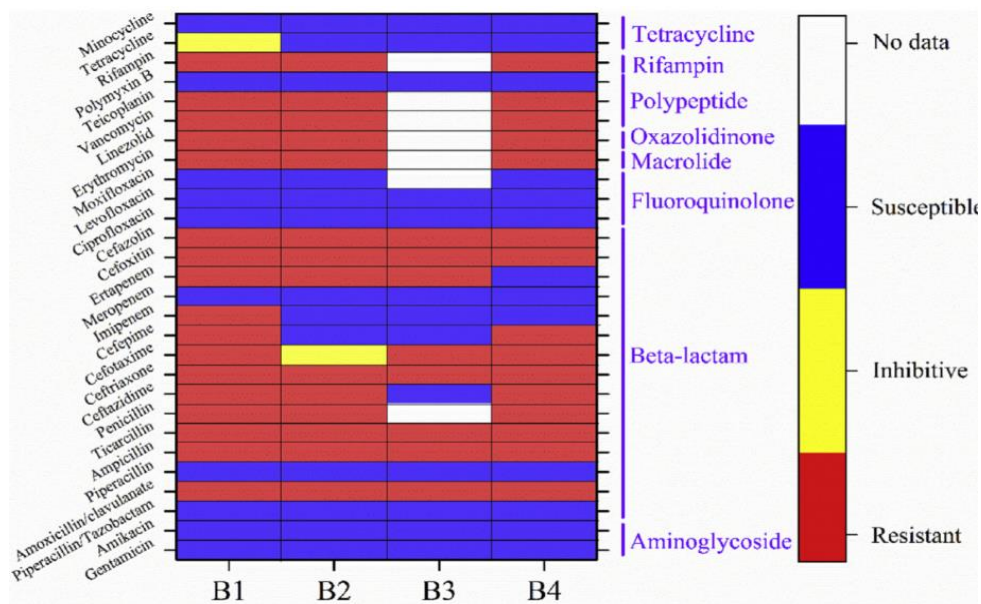 Minocycline
Tetracycline
Rifampin
Polymyxin B
Teicoplanin
Vancomycin
Linezolid
Erythromycin
Moxifloxacin
Levofloxacin
Ciprofloxacin
Cefazolin
Cefoxitin
Ertapenem
Meropenem
Imipenem
Cefepime
Cefotaxime
Ceftriaxone
Ceftazidime
Penicillin
Ticarcillin
Ampicillin
Piperacillin
Amoxicillin/clavulanate
Piperacillin/Tazobactam
Amikacin
Gentamicin
B1 B2 B3 B4
Tetracycline
Rifampin
Polypeptide
Oxazolidinone
Macrolide
Fluoroquinolone
Beta-lactam
Aminoglycoside
No data
Susceptible
Inhibitive
Resistant